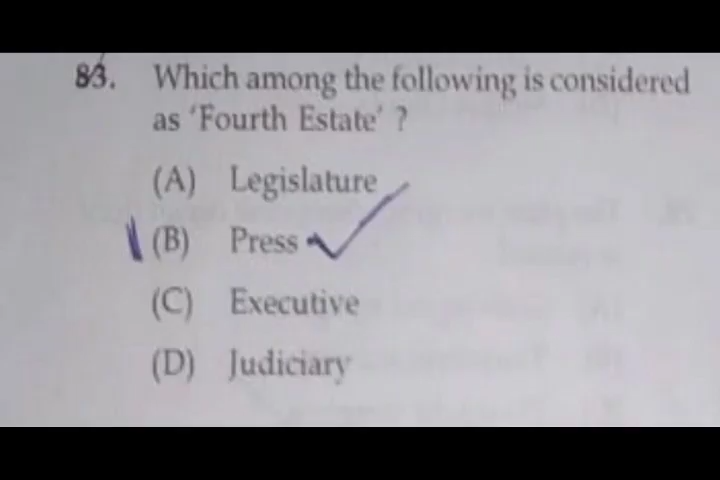 83. Which among the following is considered
as 'Fourth Estate' ?
(A) Legislature
(B) Press
(C) Executive
(D) Judiciary